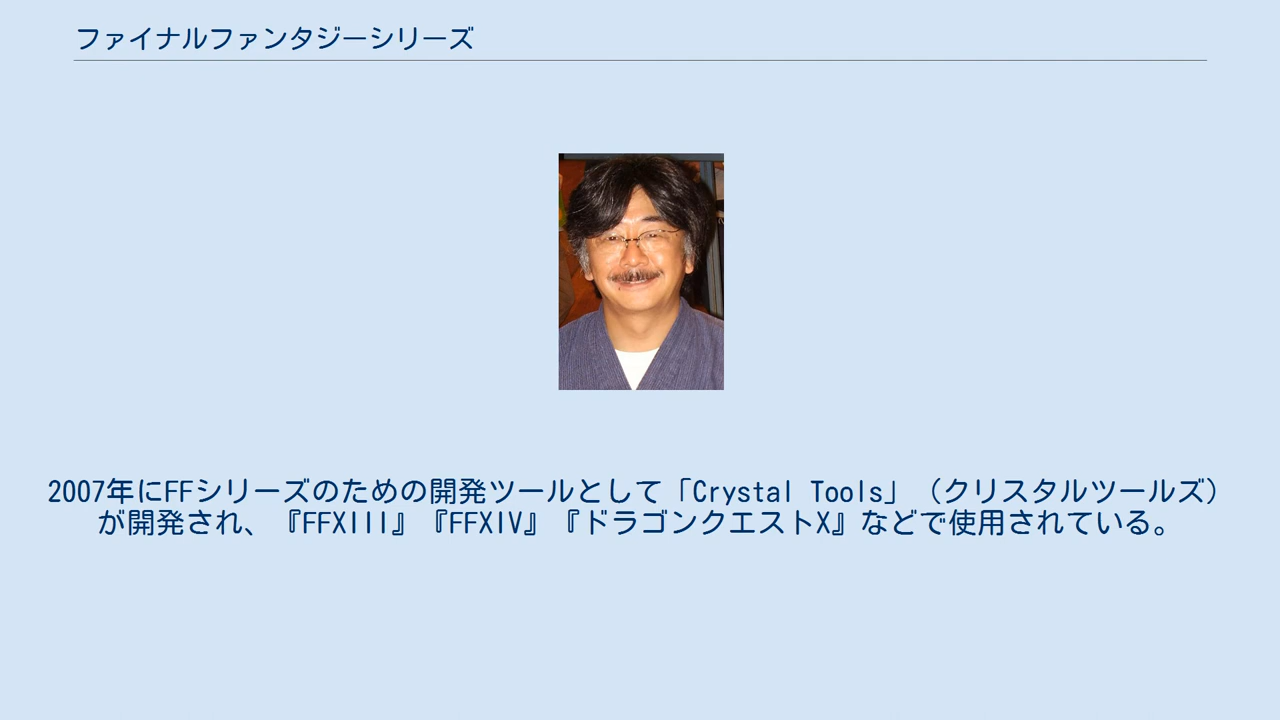 ファイナルファンタジーシリーズ
2007年にFFシリーズのための開発ツールとして「Crystal Tools」（クリスタルツールズ）
が開発され、『FFXIII』『FFXIV』『ドラゴンクエストX』などで使用されている。